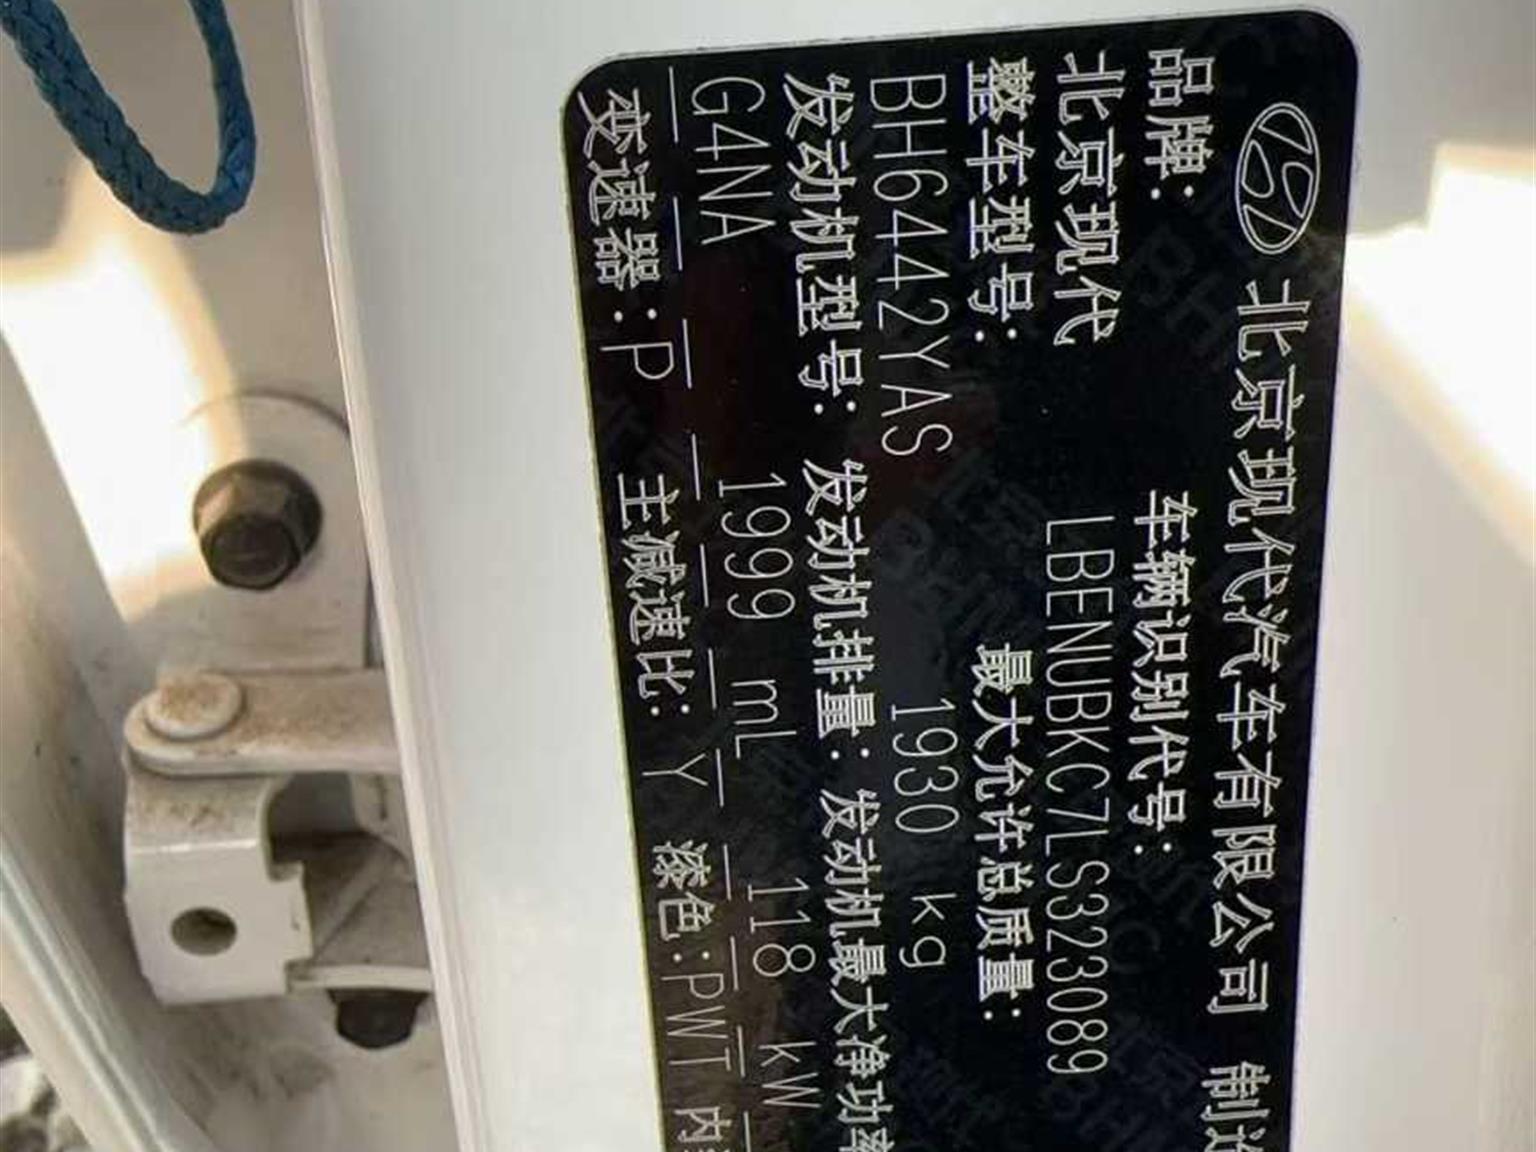 北京现代汽车有限公司 制造
品牌: 车辆识别代号:
北京现代 LBENUBKC7LS323089
整车型号: 最大允许总质量:
BH6442YAS 1930 kg
发动机型号: 发动机排量: 发动机最大净功率
G4NA 1999 mL 118 kW
变速器: P 主减速比: Y 漆色: PWT 内